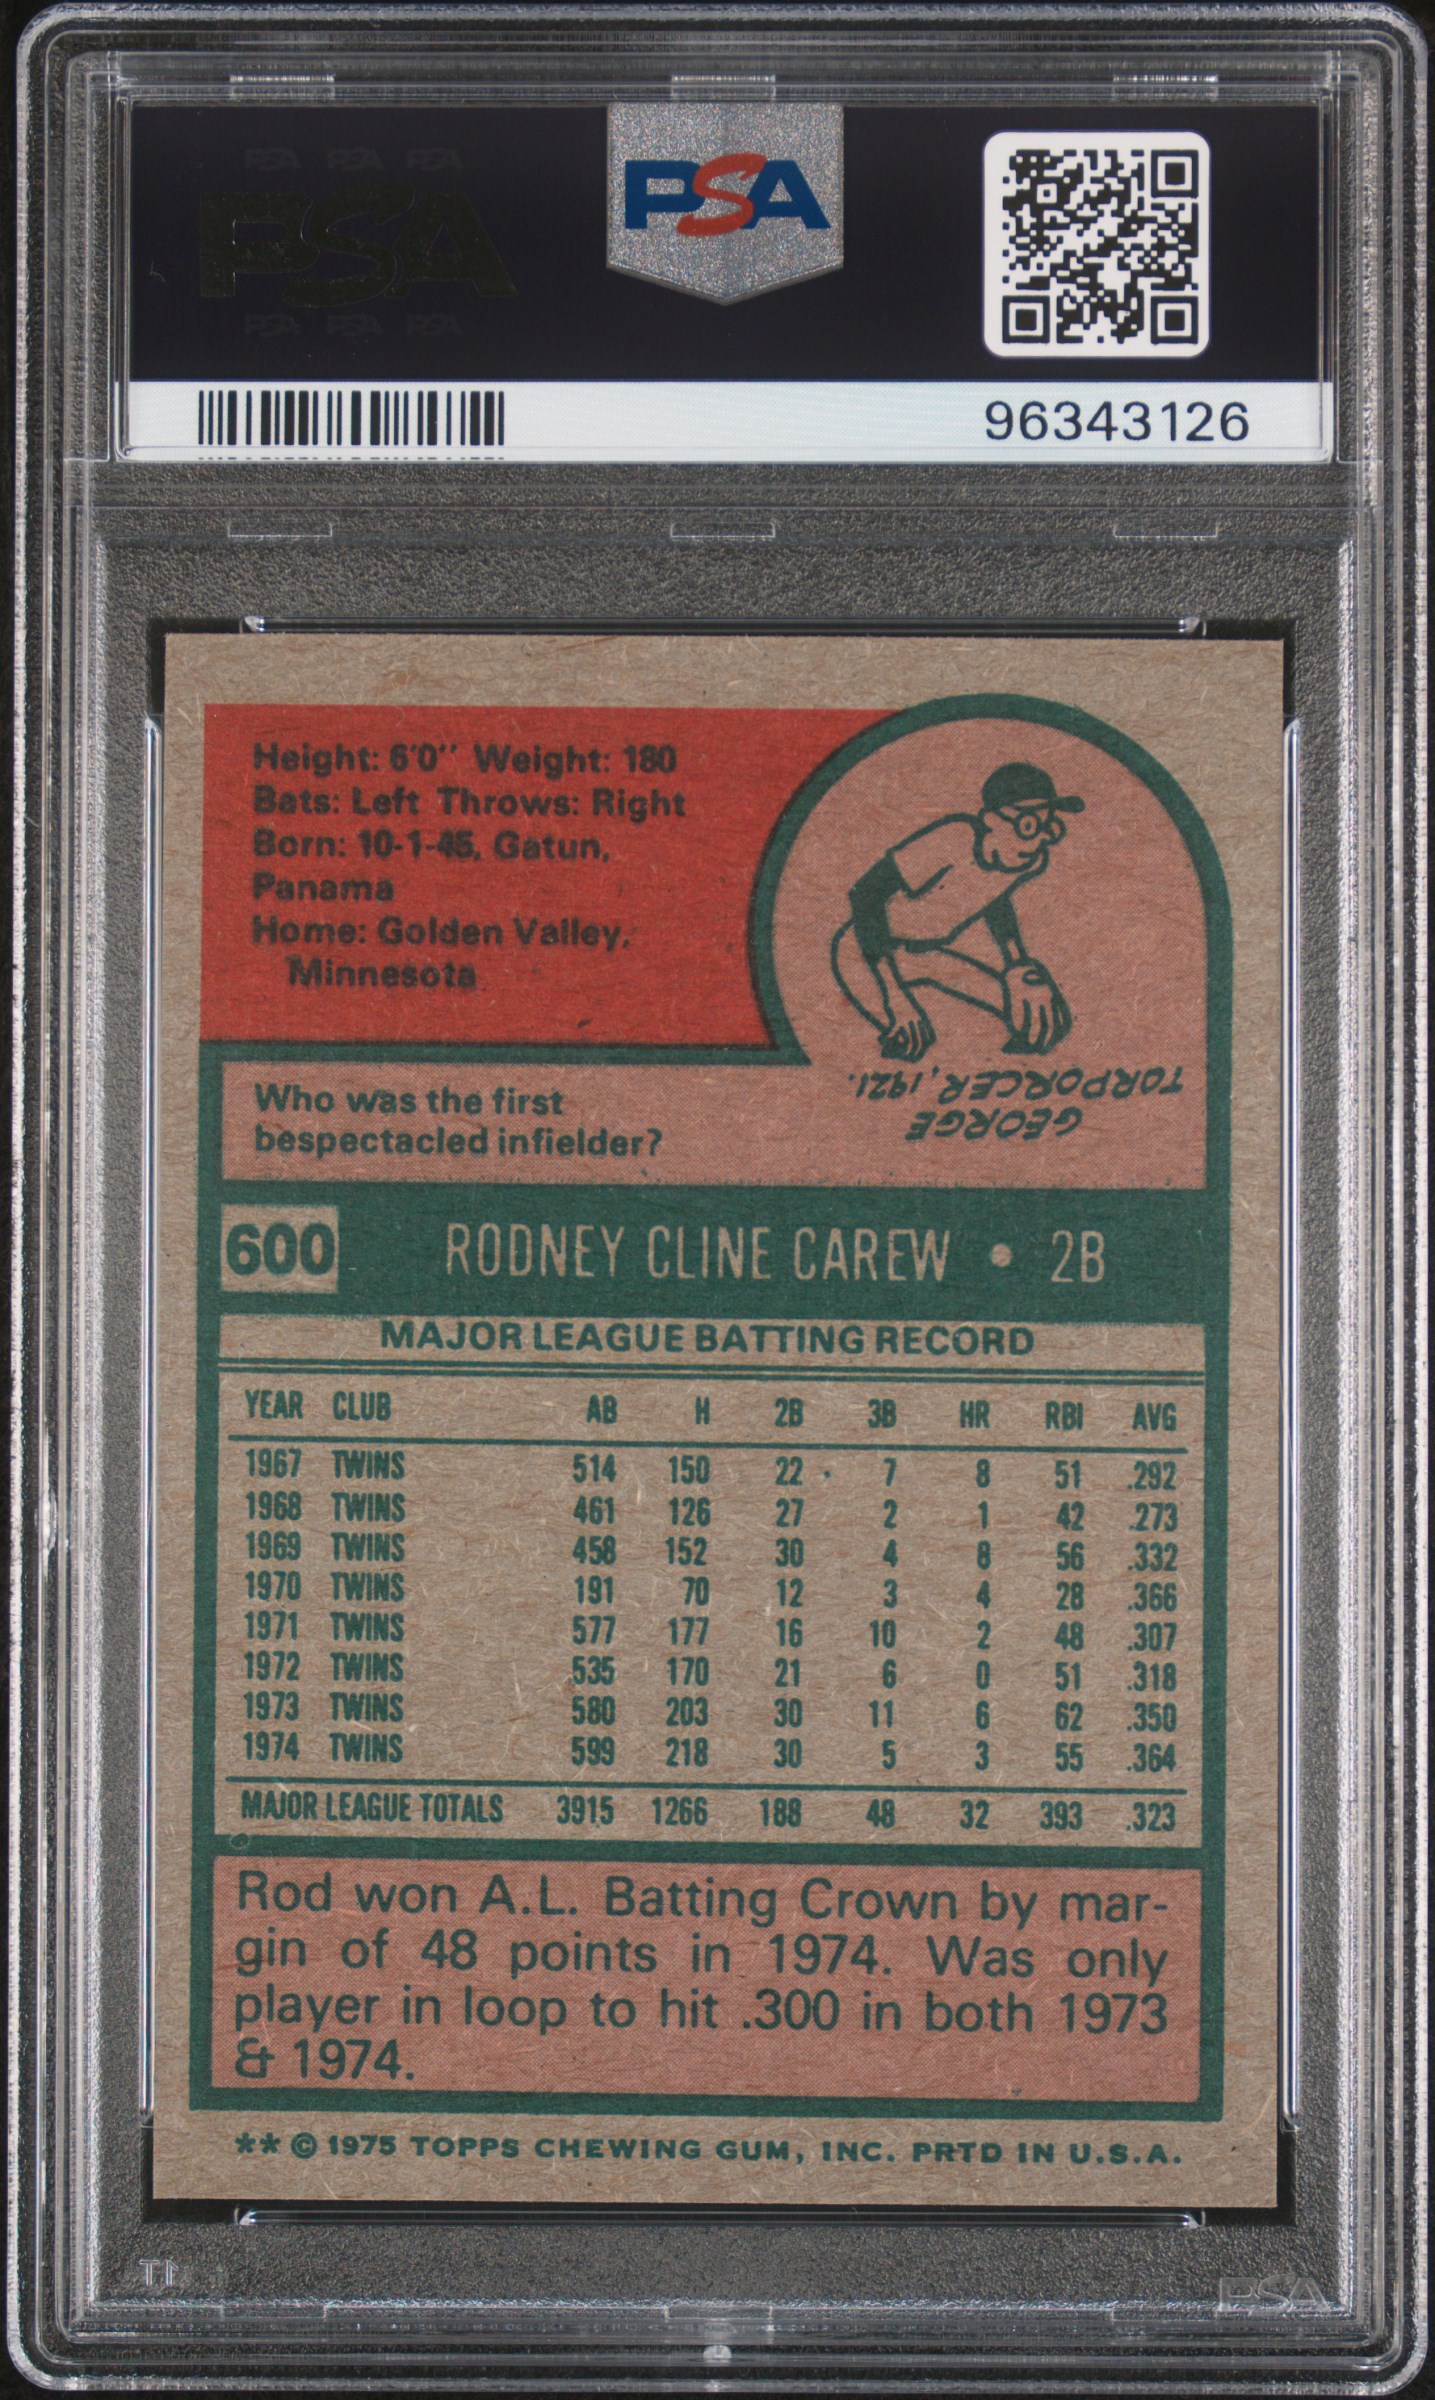 PSA PSA PSA
PSA
PSA PSA PSA
PSA
96343126
Height: 6'0" Weight: 180
Bats: Left Throws: Right
Born: 10-1-45, Gatun,
Panama
Home: Golden Valley,
Minnesota
GEORGE
TORPORCER, 1921.
Who was the first
bespectacled infielder?
600 RODNEY CLINE CAREW • 2B
MAJOR LEAGUE BATTING RECORD
YEAR CLUB AB H 2B 3B HR RBI AVG
1967 TWINS 514 150 22 7 8 51 .292
1968 TWINS 461 126 27 2 1 42 .273
1969 TWINS 458 152 30 4 8 56 .332
1970 TWINS 191 70 12 3 4 28 .366
1971 TWINS 577 177 16 10 2 48 .307
1972 TWINS 535 170 21 6 0 51 .318
1973 TWINS 580 203 30 11 6 62 .350
1974 TWINS 599 218 30 5 3 55 .364
MAJOR LEAGUE TOTALS 3915 1266 188 48 32 393 .323
Rod won A.L. Batting Crown by mar-
gin of 48 points in 1974. Was only
player in loop to hit .300 in both 1973
& 1974.
** © 1975 TOPPS CHEWING GUM, INC. PRTD IN U.S.A.
PSA